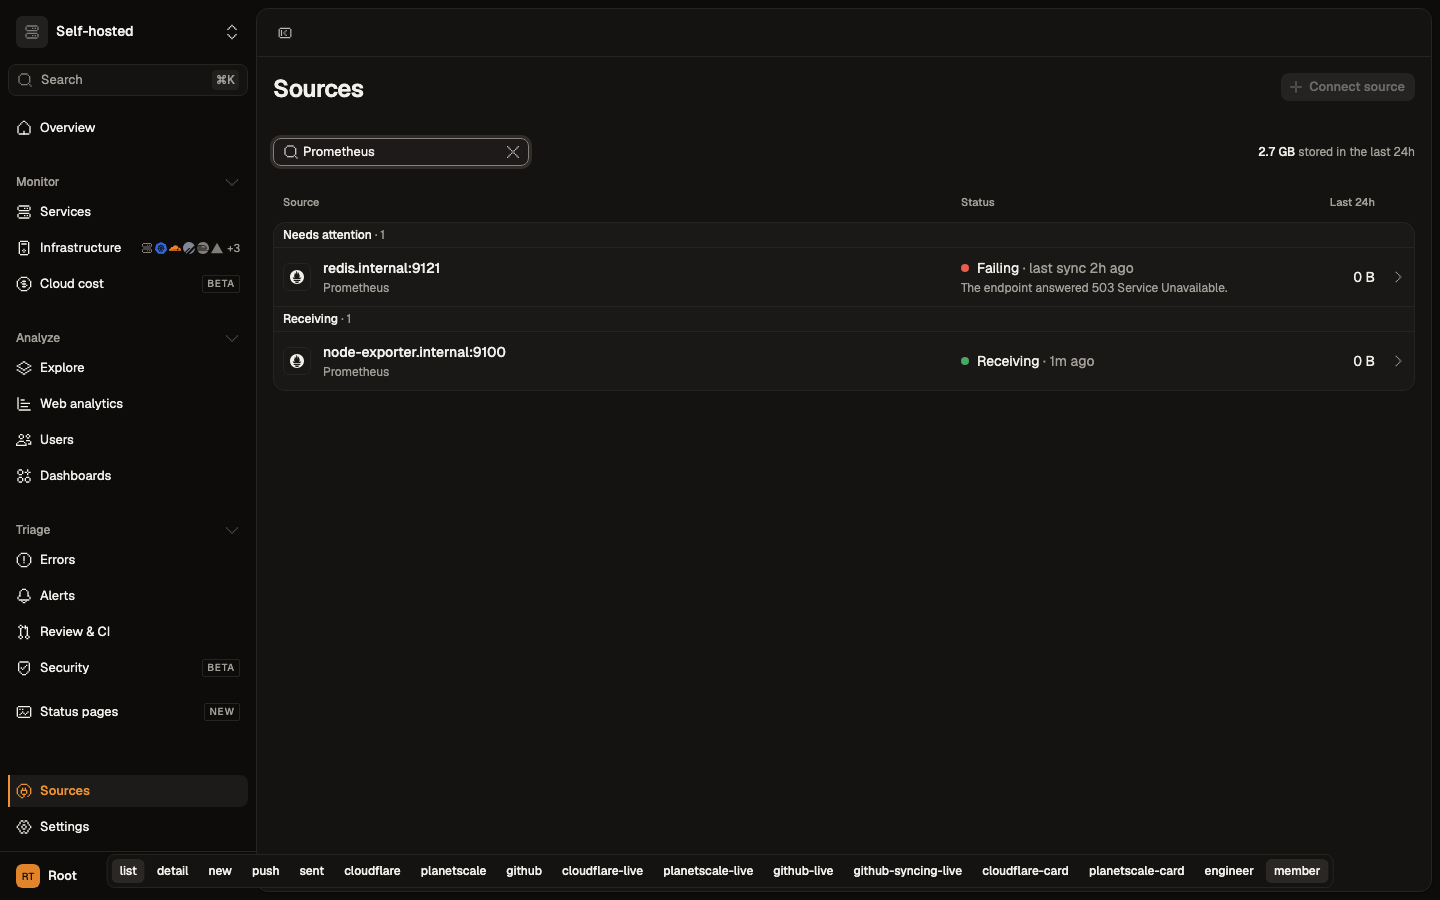 Self-hosted
Search ⌘K
Overview
Monitor
Services
Infrastructure +3
Cloud cost BETA
Analyze
Explore
Web analytics
Users
Dashboards
Triage
Errors
Alerts
Review & CI
Security BETA
Status pages NEW
Sources
Settings
RT Root
Sources
Connect source
Prometheus
2.7 GB stored in the last 24h
Source Status Last 24h
Needs attention · 1
redis.internal:9121
Prometheus
Failing · last sync 2h ago
The endpoint answered 503 Service Unavailable.
0 B
Receiving · 1
node-exporter.internal:9100
Prometheus
Receiving · 1m ago
0 B
list detail new push sent cloudflare planetscale github cloudflare-live planetscale-live github-live github-syncing-live cloudflare-card planetscale-card engineer member